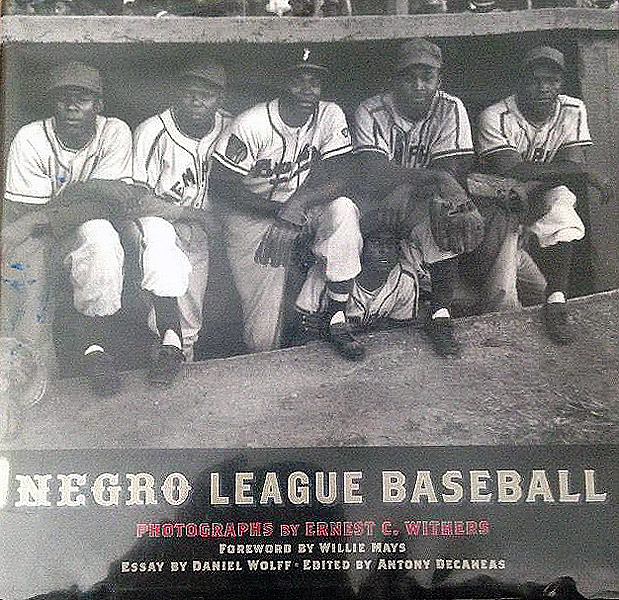 NEGRO LEAGUE BASEBALL
PHOTOGRAPHS BY ERNEST C. WITHERS
FOREWORD BY WILLIE MAYS
ESSAY BY DANIEL WOLFF · EDITED BY ANTONY DECANEAS